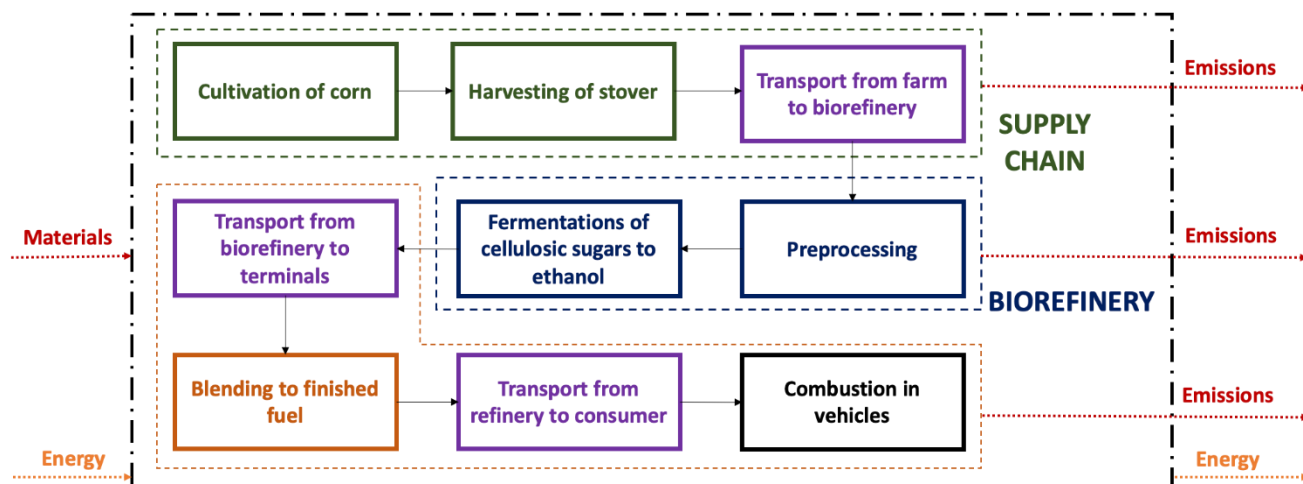 Cultivation of corn
Harvesting of stover
Transport from farm
to biorefinery
Emissions
SUPPLY
CHAIN
Materials
Transport from
biorefinery to
terminals
Fermentations of
cellulosic sugars to
ethanol
Preprocessing
Emissions
BIOREFINERY
Blending to finished
fuel
Transport from
refinery to consumer
Combustion in
vehicles
Emissions
Energy
Energy